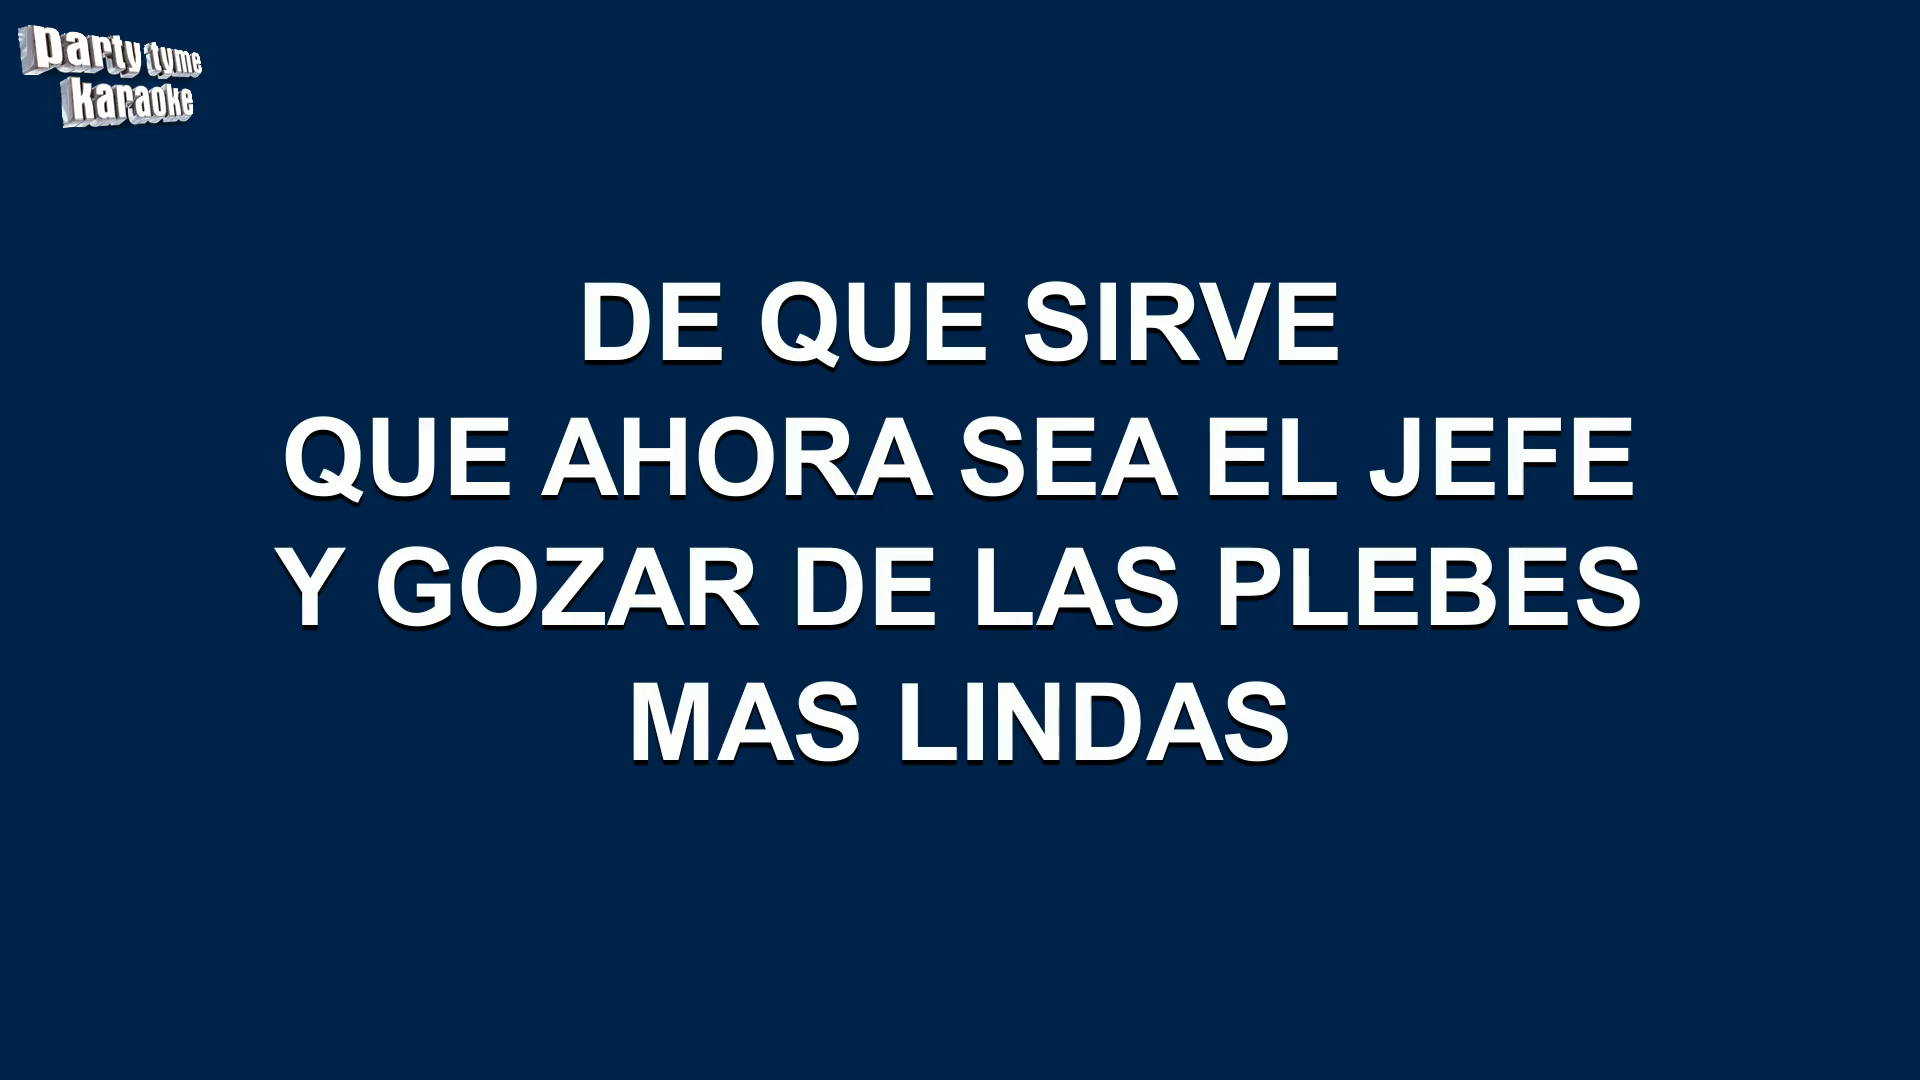 party tyme
karaoke
DE QUE SIRVE
QUE AHORA SEA EL JEFE
Y GOZAR DE LAS PLEBES
MAS LINDAS